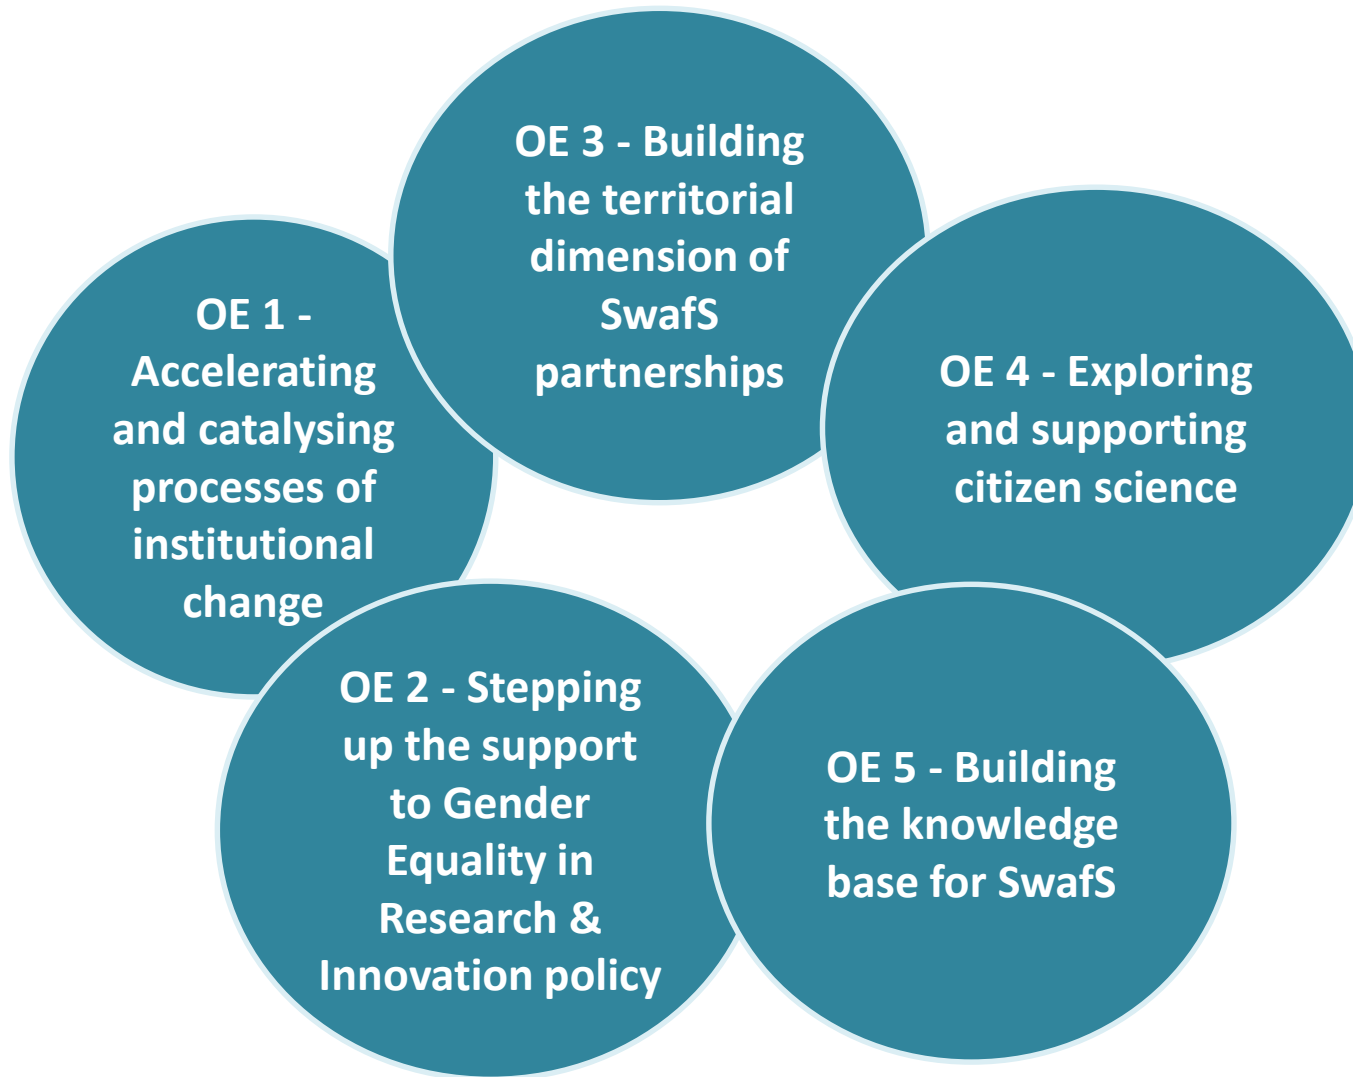 OE 1 -
Accelerating
and catalysing
processes of
institutional
change
OE 2 - Stepping
up the support
to Gender
Equality in
Research &
Innovation policy
OE 3 - Building
the territorial
dimension of
SwafS
partnerships
OE 4 - Exploring
and supporting
citizen science
OE 5 - Building
the knowledge
base for SwafS